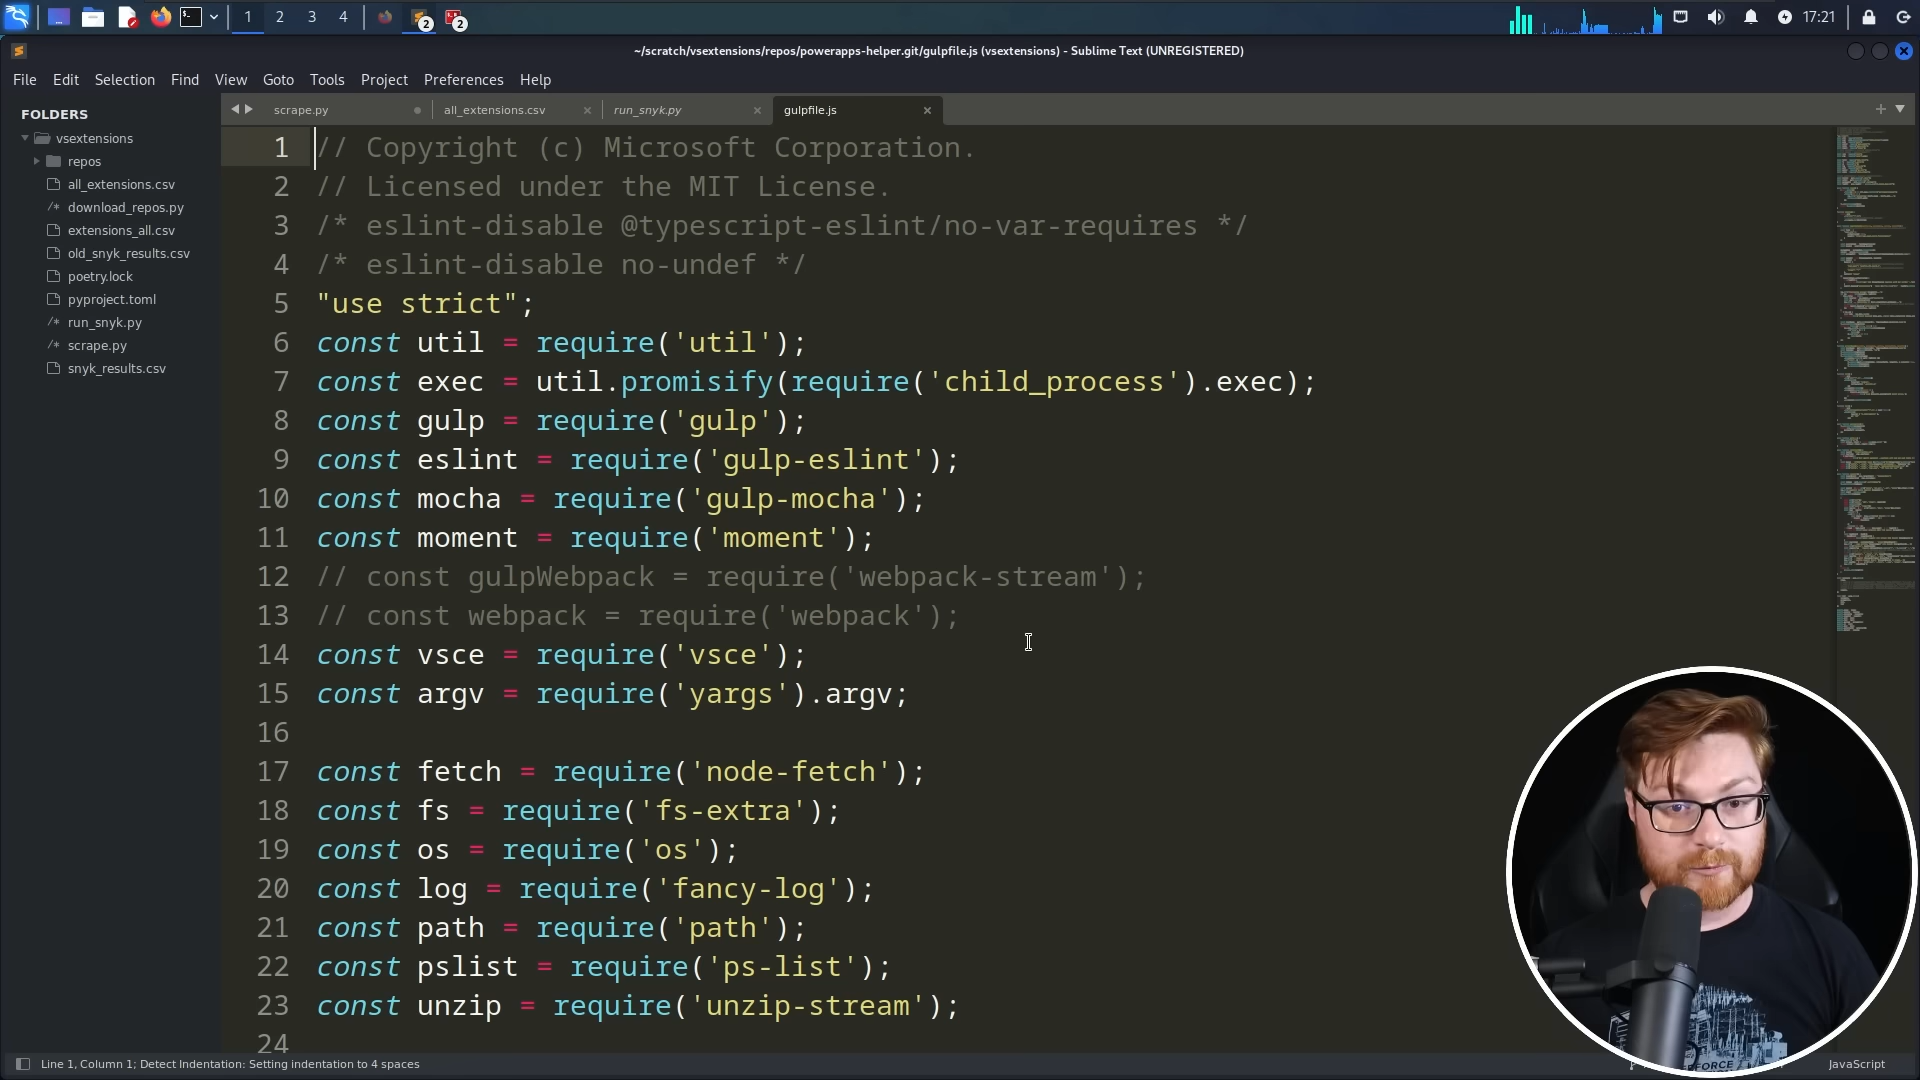 1
2
3
4
2
2
17:21
~/scratch/vsextensions/repos/powerapps-helper.git/gulpfile.js (vsextensions) - Sublime Text (UNREGISTERED)
File Edit Selection Find View Goto Tools Project Preferences Help
FOLDERS
vsextensions
repos
all_extensions.csv
/* download_repos.py
extensions_all.csv
old_snyk_results.csv
poetry.lock
pyproject.toml
/* run_snyk.py
/* scrape.py
snyk_results.csv
scrape.py
all_extensions.csv
run_snyk.py
gulpfile.js
1 // Copyright (c) Microsoft Corporation.
2 // Licensed under the MIT License.
3 /* eslint-disable @typescript-eslint/no-var-requires */
4 /* eslint-disable no-undef */
5 "use strict";
6 const util = require('util');
7 const exec = util.promisify(require('child_process').exec);
8 const gulp = require('gulp');
9 const eslint = require('gulp-eslint');
10 const mocha = require('gulp-mocha');
11 const moment = require('moment');
12 // const gulpWebpack = require('webpack-stream');
13 // const webpack = require('webpack');
14 const vsce = require('vsce');
15 const argv = require('yargs').argv;
16
17 const fetch = require('node-fetch');
18 const fs = require('fs-extra');
19 const os = require('os');
20 const log = require('fancy-log');
21 const path = require('path');
22 const pslist = require('ps-list');
23 const unzip = require('unzip-stream');
24
Line 1, Column 1; Detect Indentation: Setting indentation to 4 spaces
JavaScript